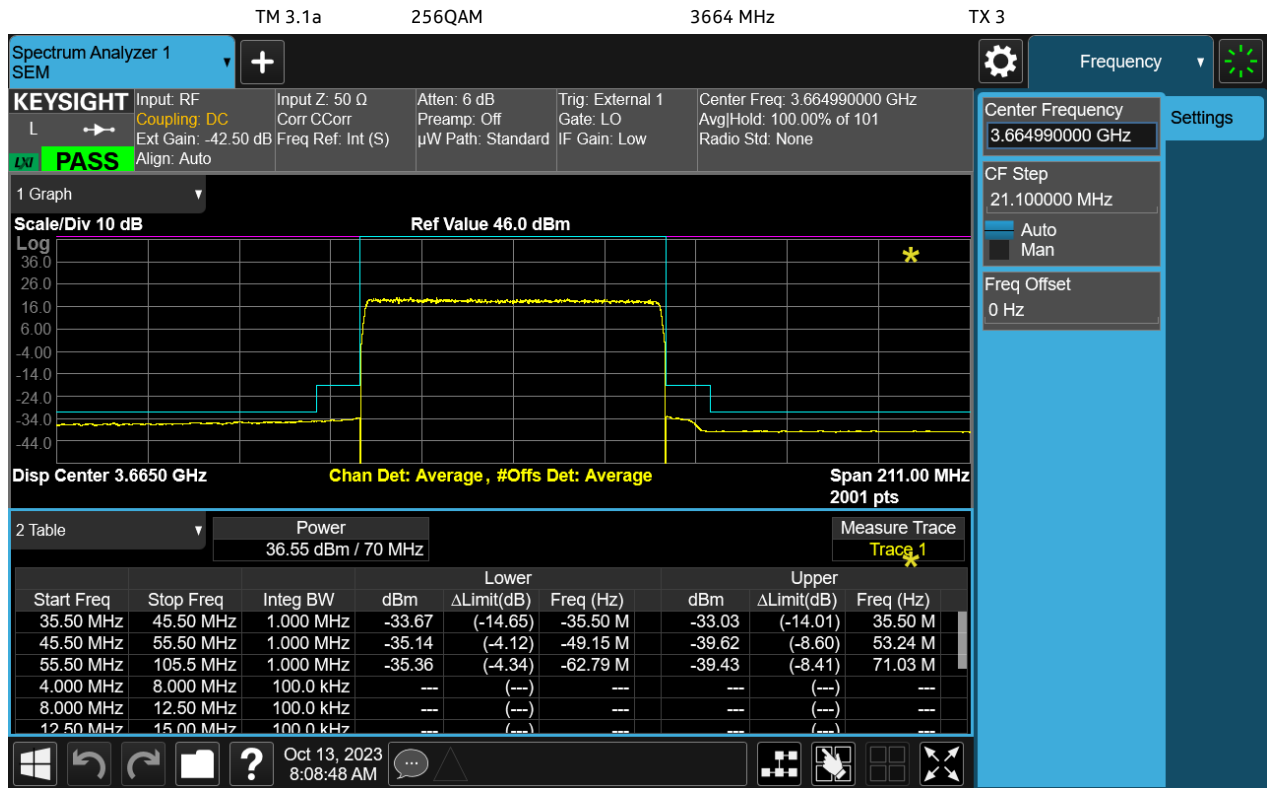 TM 3.1a 256QAM 3664 MHz TX 3
Spectrum Analyzer 1
SEM
Frequency
KEYSIGHT
L
LXI
PASS
Input: RF
Coupling: DC
Ext Gain: -42.50 dB
Align: Auto
Input Z: 50 Ω
Corr CCorr
Freq Ref: Int (S)
Atten: 6 dB
Preamp: Off
µW Path: Standard
Trig: External 1
Gate: LO
IF Gain: Low
Center Freq: 3.664990000 GHz
Avg|Hold: 100.00% of 101
Radio Std: None
Center Frequency
3.664990000 GHz
Settings
CF Step
21.100000 MHz
Auto
Man
Freq Offset
0 Hz
1 Graph
Scale/Div 10 dB Ref Value 46.0 dBm
Log
36.0
26.0
16.0
6.00
-4.00
-14.0
-24.0
-34.0
-44.0
Disp Center 3.6650 GHz Chan Det: Average, #Offs Det: Average Span 211.00 MHz
2001 pts
2 Table
Power
36.55 dBm / 70 MHz
Measure Trace
Trace 1
Lower Upper
Start Freq Stop Freq Integ BW dBm ΔLimit(dB) Freq (Hz) dBm ΔLimit(dB) Freq (Hz)
35.50 MHz 45.50 MHz 1.000 MHz -33.67 (-14.65) -35.50 M -33.03 (-14.01) 35.50 M
45.50 MHz 55.50 MHz 1.000 MHz -35.14 (-4.12) -49.15 M -39.62 (-8.60) 53.24 M
55.50 MHz 105.5 MHz 1.000 MHz -35.36 (-4.34) -62.79 M -39.43 (-8.41) 71.03 M
4.000 MHz 8.000 MHz 100.0 kHz --- (---) --- --- (---) ---
8.000 MHz 12.50 MHz 100.0 kHz --- (---) --- --- (---) ---
12.50 MHz 15.00 MHz 100.0 kHz --- (---) --- --- (---) ---
Oct 13, 2023
8:08:48 AM